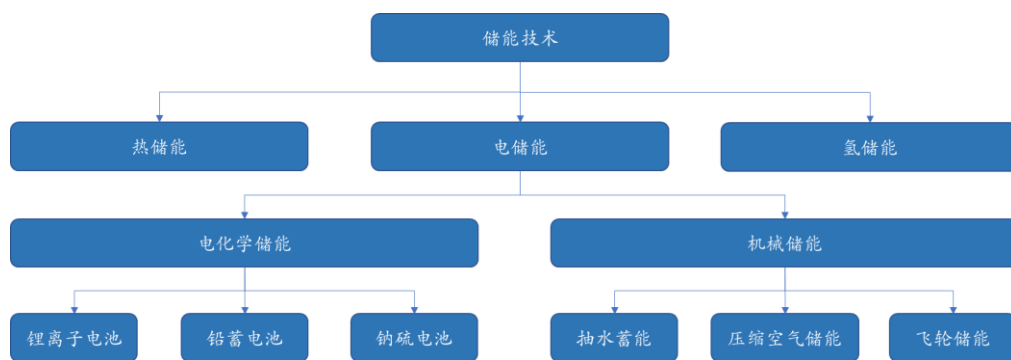 储能技术
热储能
电储能
氢储能
电化学储能
机械储能
锂离子电池
铅蓄电池
钠硫电池
抽水蓄能
压缩空气储能
飞轮储能